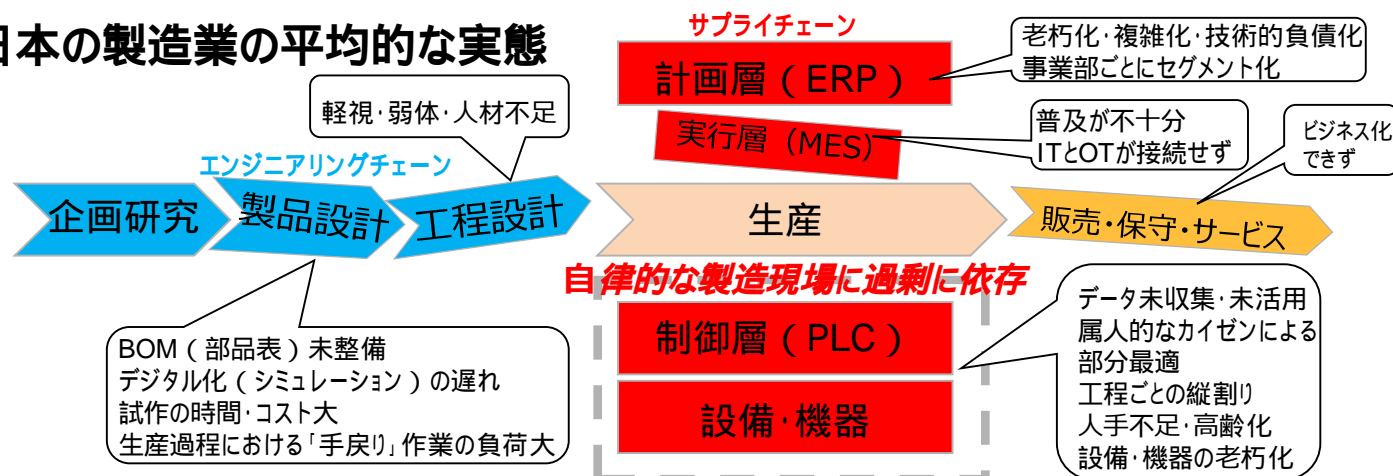 日本の製造業の平均的な実態
サプライチェーン
計画層(ERP)
老朽化・複雑化・技術的負債化
事業部ごとにセグメント化
軽視・弱体・人材不足
実行層(MES)
普及が不十分
ITとOTが接続せず
ビジネス化
できず
エンジニアリングチェーン
企画研究
製品設計
工程設計
生産
販売・保守・サービス
自律的な製造現場に過剰に依存
BOM(部品表)未整備
デジタル化(シミュレーション)の遅れ
試作の時間・コスト大
生産過程における「手戻り」作業の負荷大
制御層(PLC)
設備・機器
データ未収集・未活用
属人的なカイゼンによる
部分最適
工程ごとの縦割り
人手不足・高齢化
設備・機器の老朽化